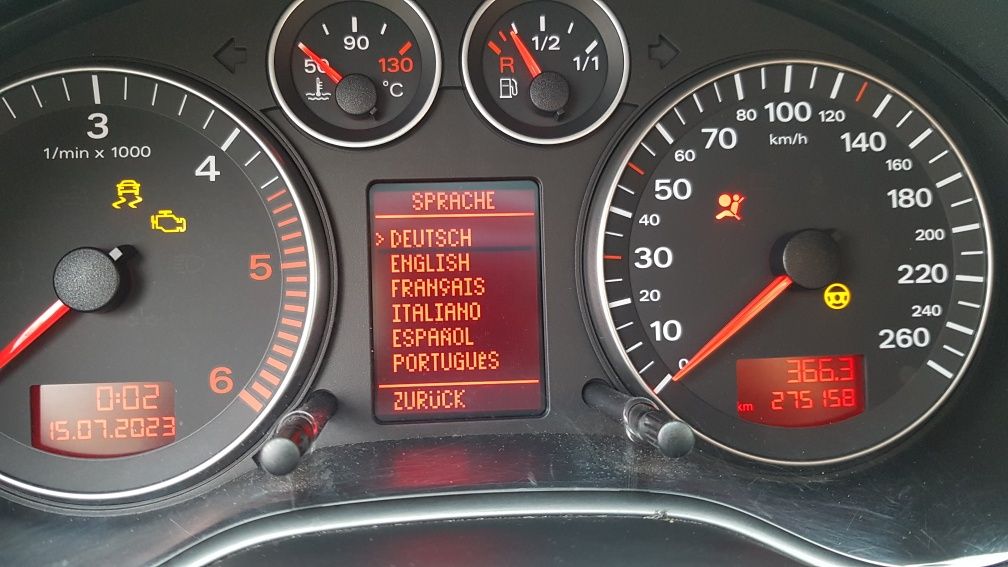 50 90 130
°C
R 1/2 1/1
3
4
5
6
1/min x 1000
0:02
15.07.2023
SPRACHE
> DEUTSCH
ENGLISH
FRANÇAIS
ITALIANO
ESPAÑOL
PORTUGUÊS
ZURÜCK
0
10
20
30
40
50
60
70
80
100
120
140
160
180
200
220
240
260
km/h
366.3
km 275158